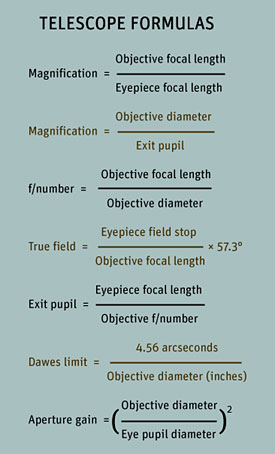 TELESCOPE FORMULAS
Magnification = Objective focal length
Eyepiece focal length
Magnification = Objective diameter
Exit pupil
f/number = Objective focal length
Objective diameter
True field = Eyepiece field stop × 57.3°
Objective focal length
Exit pupil = Eyepiece focal length
Objective f/number
Dawes limit = 4.56 arcseconds
Objective diameter (inches)
Aperture gain = ( Objective diameter ) 2
Eye pupil diameter